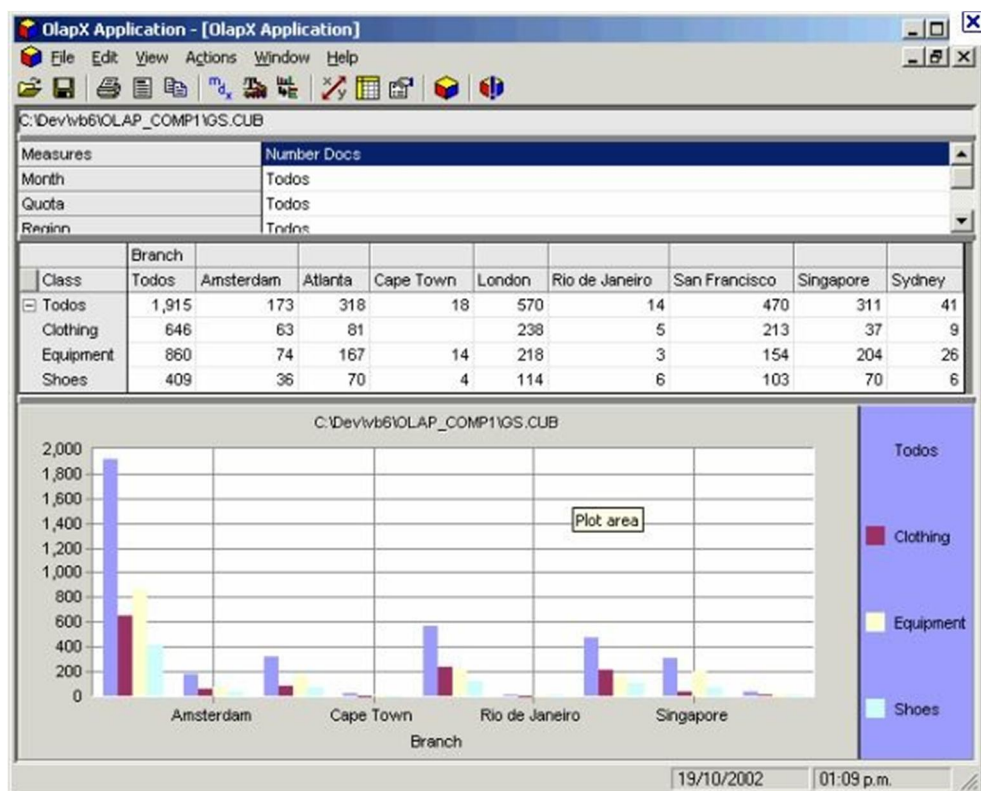 OlapX Application - [OlapX Application]
File Edit View Actions Window Help
C:\Dev\vb6\OLAP_COMP1\GS.CUB
Measures Number Docs
Month Todos
Quota Todos
Region Todos
Branch
Class Todos Amsterdam Atlanta Cape Town London Rio de Janeiro San Francisco Singapore Sydney
Todos 1,915 173 318 18 570 14 470 311 41
Clothing 646 63 81 238 5 213 37 9
Equipment 860 74 167 14 218 3 154 204 26
Shoes 409 36 70 4 114 6 103 70 6
C:\Dev\vb6\OLAP_COMP1\GS.CUB
2,000
1,800
1,600
1,400
1,200
1,000
800
600
400
200
0
Plot area
Amsterdam Cape Town Rio de Janeiro Singapore
Branch
Todos
Clothing
Equipment
Shoes
19/10/2002 01:09 p.m.